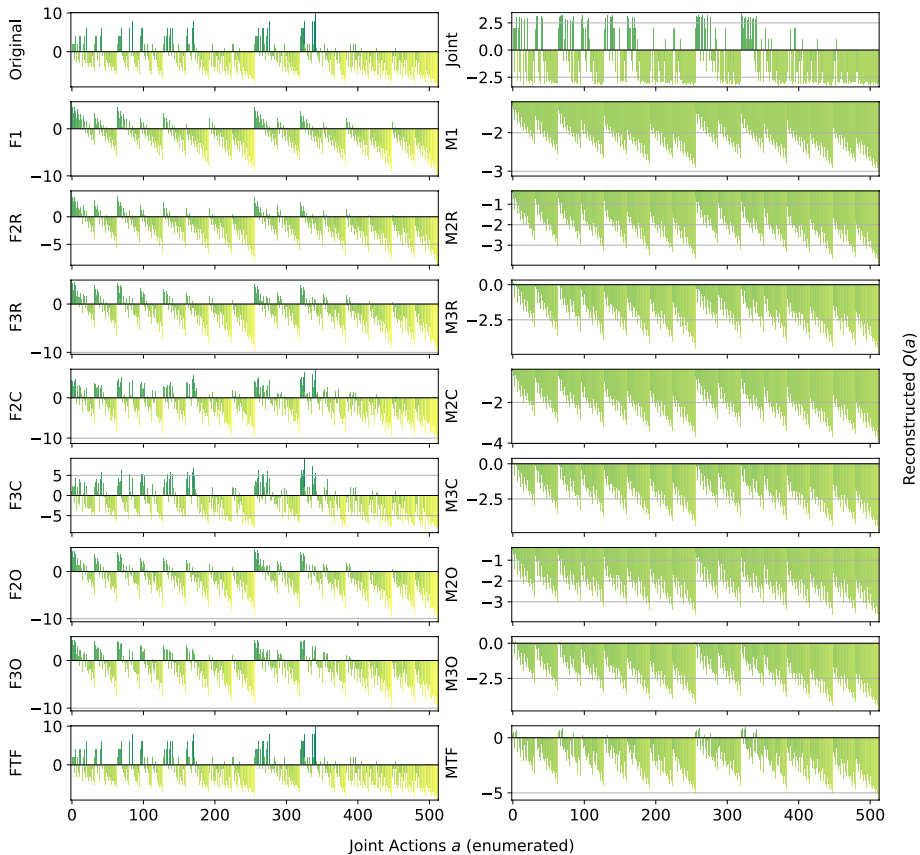 10
0
Original
2.5
0.0
−2.5
Joint
0
−10
F1
−2
−3
M1
0
−5
F2R
−1
−2
−3
M2R
0
−10
F3R
0.0
−2.5
M3R
0
−10
F2C
−2
−4
M2C
5
0
−5
F3C
0.0
−2.5
M3C
0
−10
F2O
−1
−2
−3
M2O
0
−10
F3O
0.0
−2.5
M3O
10
0
FTF
0
−5
MTF
0 100 200 300 400 500
0 100 200 300 400 500
Joint Actions a (enumerated)
Reconstructed Q(a)